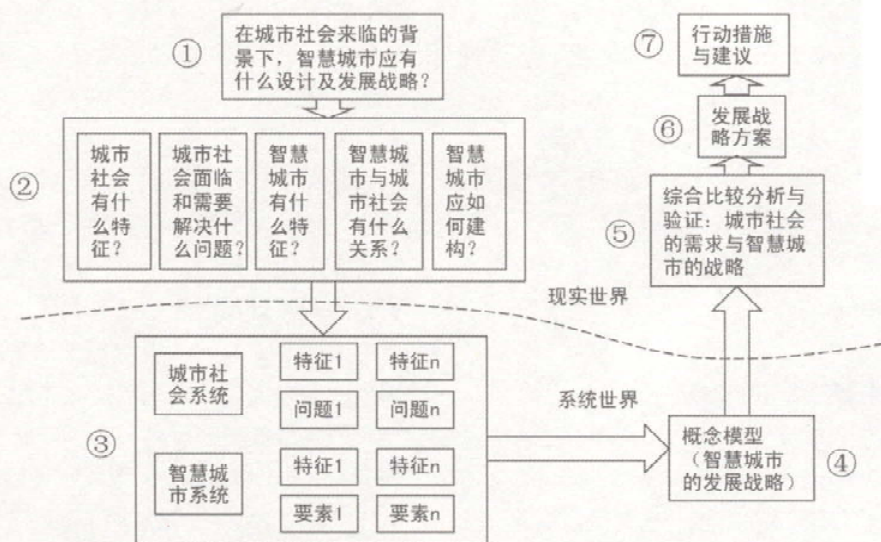 ①
在城市社会来临的背
景下，智慧城市应有
什么设计及发展战略？
②
城市
社会
有什
么特
征？
城市社
会面临
和需要
解决什
么问题？
智慧
城市
有什
么特
征？
智慧城
市与城
市社会
有什么
关系？
智慧
城市
应如
何建
构？
③
城市社
会系统
特征1
特征n
问题1
问题n
智慧城
市系统
特征1
特征n
要素1
要素n
现实世界
系统世界
概念模型
（智慧城市
的发展战略）
④
⑤
综合比较分析与
验证：城市社会
的需求与智慧城
市的战略
⑥
发展战
略方案
⑦
行动措施
与建议